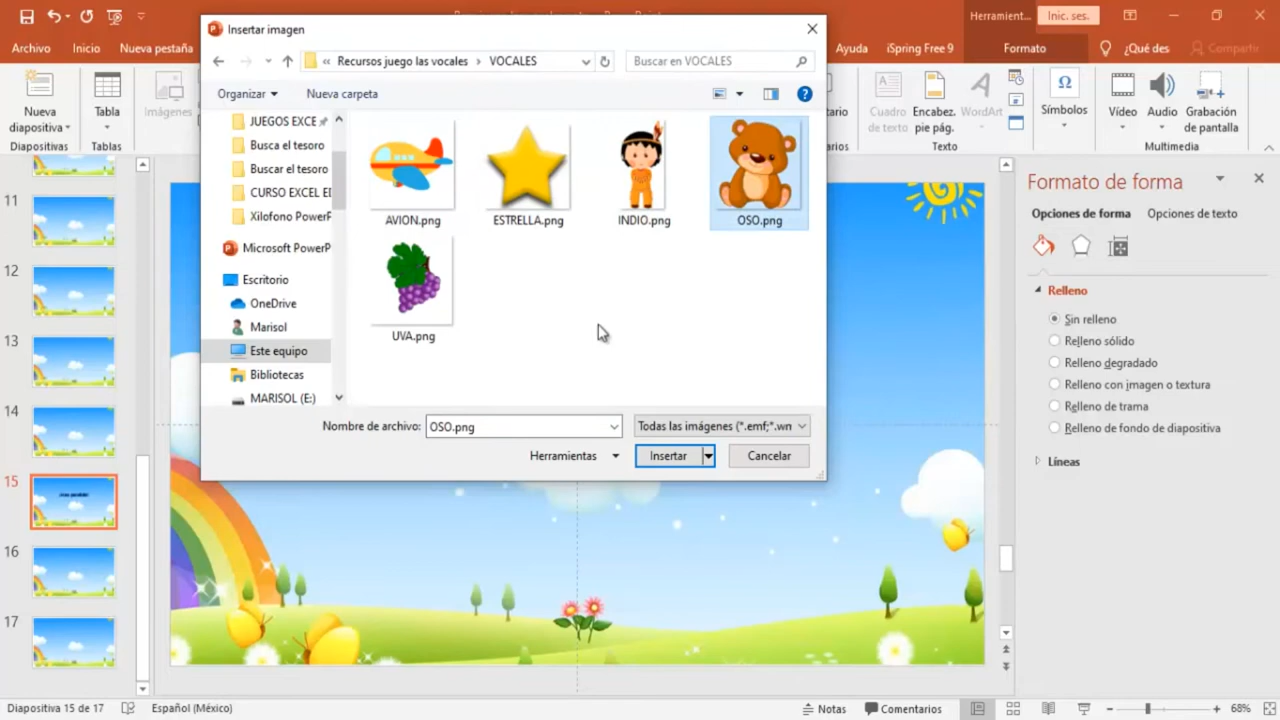 Herramient...
Inic. ses.
Insertar imagen
Archivo
Inicio
Nueva pestaña
Ayuda
iSpring Free 9
Formato
¿Qué des
Compartir
« Recursos juego las vocales › VOCALES
Buscar en VOCALES
Organizar
Nueva carpeta
Nueva
diapositiva
Diapositivas
Tabla
Tablas
Imágenes
Cuadro
de texto
Encabez.
pie pág.
WordArt
Texto
Símbolos
Video
Audio
Grabación
de pantalla
Multimedia
JUEGOS EXCE
Busca el tesoro
Buscar el tesoro
CURSO EXCEL EI
Xilofono PowerP
Microsoft PowerP
Escritorio
OneDrive
Marisol
Este equipo
Bibliotecas
MARISOL (E:)
AVION.png
ESTRELLA.png
INDIO.png
OSO.png
UVA.png
Nombre de archivo:
OSO.png
Todas las imágenes (*.emf;*.wn
Herramientas
Insertar
Cancelar
11
12
13
14
15
16
17
Formato de forma
Opciones de forma
Opciones de texto
Relleno
Sin relleno
Relleno sólido
Relleno degradado
Relleno con imagen o textura
Relleno de trama
Relleno de fondo de diapositiva
Líneas
Diapositiva 15 de 17
Español (México)
Notas
Comentarios
68%